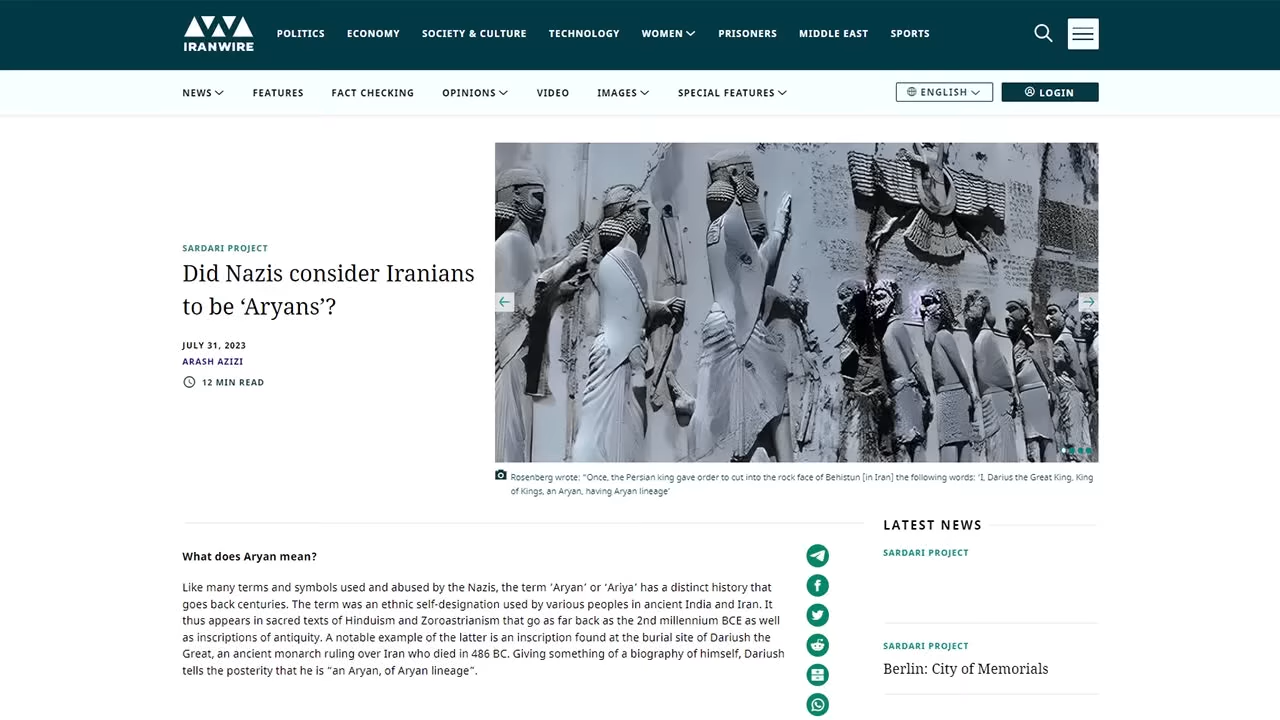 IRANWIRE
POLITICS
ECONOMY
SOCIETY & CULTURE
TECHNOLOGY
WOMEN
PRISONERS
MIDDLE EAST
SPORTS
NEWS
FEATURES
FACT CHECKING
OPINIONS
VIDEO
IMAGES
SPECIAL FEATURES
ENGLISH
LOGIN
SARDARI PROJECT
Did Nazis consider Iranians
to be ‘Aryans’?
JULY 31, 2023
ARASH AZIZI
12 MIN READ
Rosenberg wrote: "Once, the Persian king gave order to cut into the rock face of Behistun [in Iran] the following words: 'I, Darius the Great King, King
of Kings, an Aryan, having Aryan lineage'
What does Aryan mean?
Like many terms and symbols used and abused by the Nazis, the term ‘Aryan’ or ‘Ariya’ has a distinct history that
goes back centuries. The term was an ethnic self-designation used by various peoples in ancient India and Iran. It
thus appears in sacred texts of Hinduism and Zoroastrianism that go as far back as the 2nd millennium BCE as well
as inscriptions of antiquity. A notable example of the latter is an inscription found at the burial site of Dariush the
Great, an ancient monarch ruling over Iran who died in 486 BC. Giving something of a biography of himself, Dariush
tells the posterity that he is “an Aryan, of Aryan lineage”.
LATEST NEWS
SARDARI PROJECT
SARDARI PROJECT
Berlin: City of Memorials